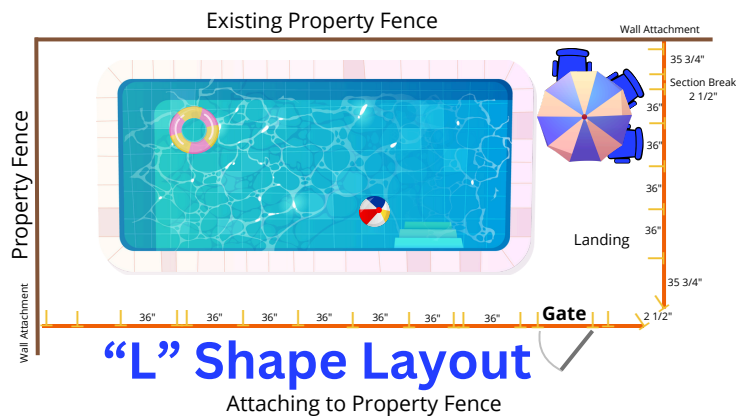 Existing Property Fence
Wall Attachment
35 3/4"
Section Break
2 1/2"
36"
36"
36"
36"
Landing
35 3/4"
2 1/2"
Property Fence
Wall Attachment
36"
36"
36"
36"
36"
36"
36"
Gate
“L” Shape Layout
Attaching to Property Fence